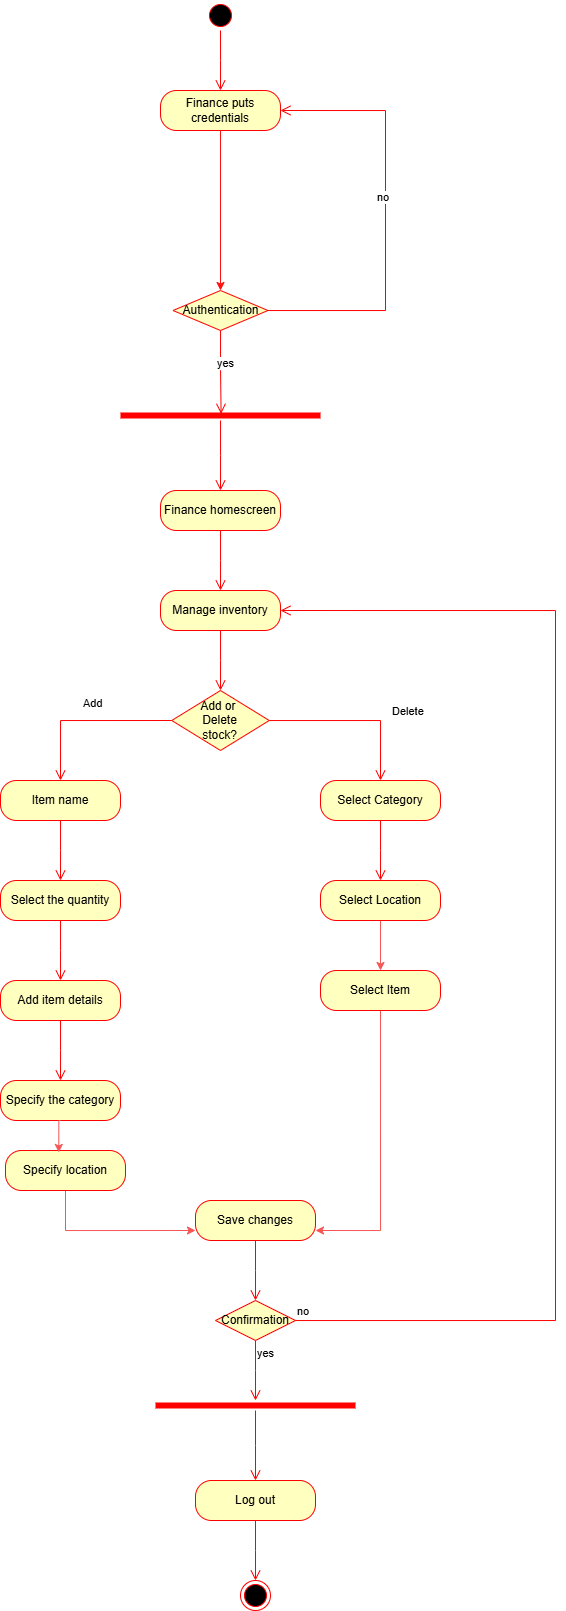 Finance puts
credentials
no
Authentication
yes
Finance homescreen
Manage inventory
Add or
Delete
stock?
Add
Delete
Item name
Select Category
Select the quantity
Select Location
Add item details
Select Item
Specify the category
Specify location
Save changes
Confirmation
no
yes
Log out